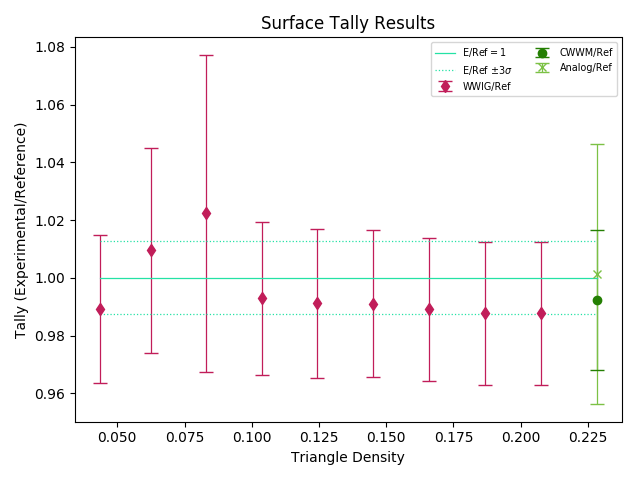 Surface Tally Results
E/Ref = 1
E/Ref ±3σ
WWIG/Ref
CWWM/Ref
Analog/Ref
Tally (Experimental/Reference)
1.08
1.06
1.04
1.02
1.00
0.98
0.96
0.050
0.075
0.100
0.125
0.150
0.175
0.200
0.225
Triangle Density